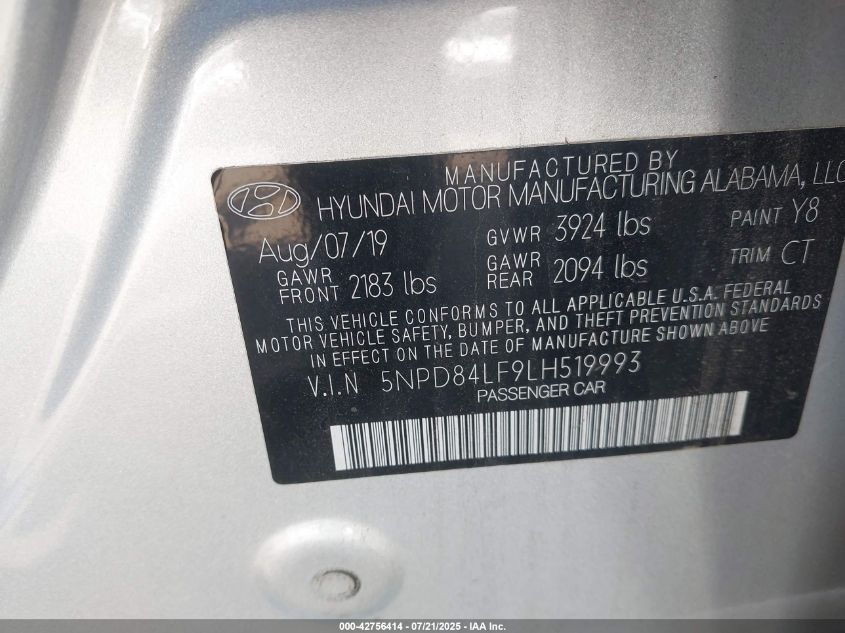 MANUFACTURED BY
HYUNDAI MOTOR MANUFACTURING ALABAMA, LLC
Aug/07/19 GVWR 3924 lbs PAINT Y8
GAWR FRONT 2183 lbs GAWR REAR 2094 lbs TRIM CT
THIS VEHICLE CONFORMS TO ALL APPLICABLE U.S.A. FEDERAL
MOTOR VEHICLE SAFETY, BUMPER, AND THEFT PREVENTION STANDARDS
IN EFFECT ON THE DATE OF MANUFACTURE SHOWN ABOVE
V.I.N 5NPD84LF9LH519993
PASSENGER CAR
000-42756414 - 07/21/2025 - IAA Inc.